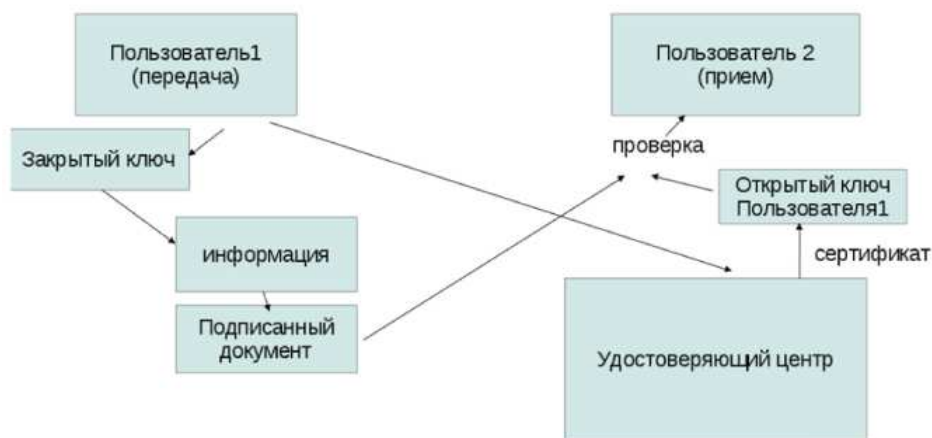 Пользователь1
(передача)
Пользователь 2
(прием)
Закрытый ключ
проверка
Открытый ключ
Пользователя1
информация
сертификат
Подписанный
документ
Удостоверяющий центр